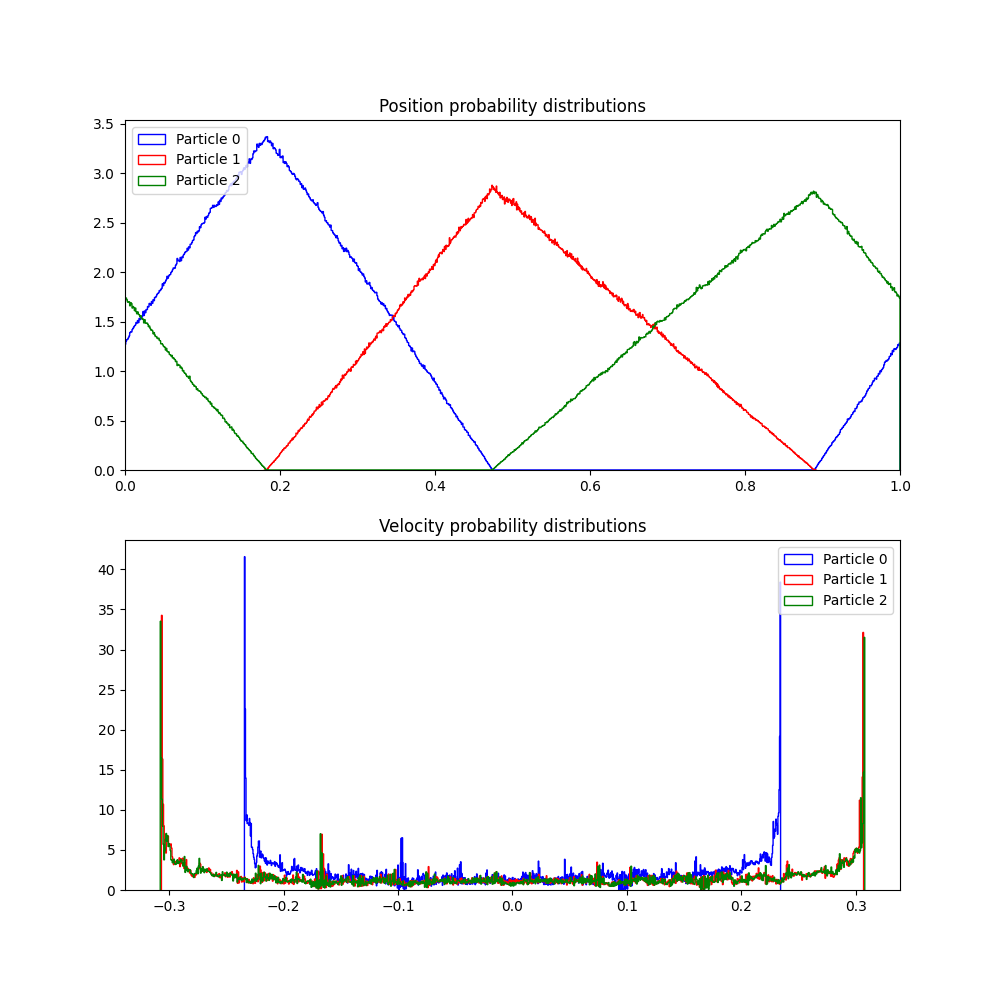 Position probability distributions
3.5
3.0
2.5
2.0
1.5
1.0
0.5
0.0
Particle 0
Particle 1
Particle 2
0.0 0.2 0.4 0.6 0.8 1.0
Velocity probability distributions
40
35
30
25
20
15
10
5
0
Particle 0
Particle 1
Particle 2
−0.3 −0.2 −0.1 0.0 0.1 0.2 0.3